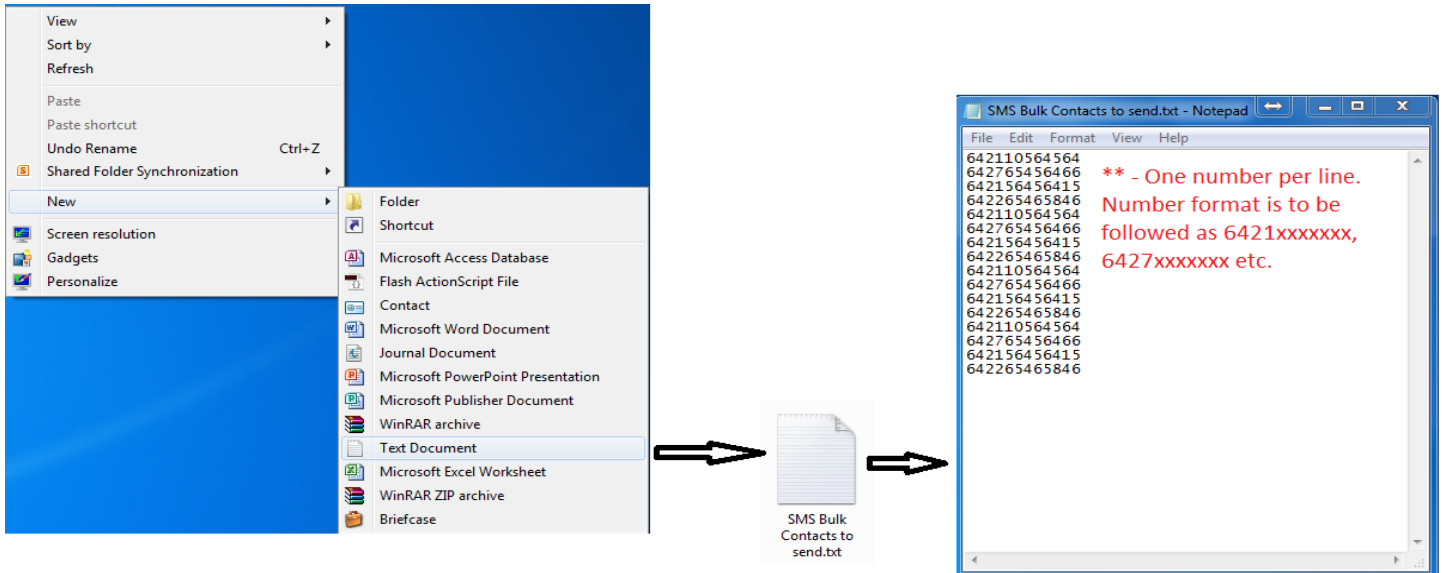 View
Sort by
Refresh
Paste
Paste shortcut
Undo Rename Ctrl+Z
Shared Folder Synchronization
New
Screen resolution
Gadgets
Personalize
Folder
Shortcut
Microsoft Access Database
Flash ActionScript File
Contact
Microsoft Word Document
Journal Document
Microsoft PowerPoint Presentation
Microsoft Publisher Document
WinRAR archive
Text Document
Microsoft Excel Worksheet
WinRAR ZIP archive
Briefcase
SMS Bulk
Contacts to
send.txt
SMS Bulk Contacts to send.txt - Notepad
File Edit Format View Help
642110564564
642765456466
642156456415
642265465846
642110564564
642765456466
642156456415
642265465846
642110564564
642765456466
642156456415
642265465846
642110564564
642765456466
642156456415
642265465846
** - One number per line.
Number format is to be
followed as 6421xxxxxxx,
6427xxxxxxx etc.